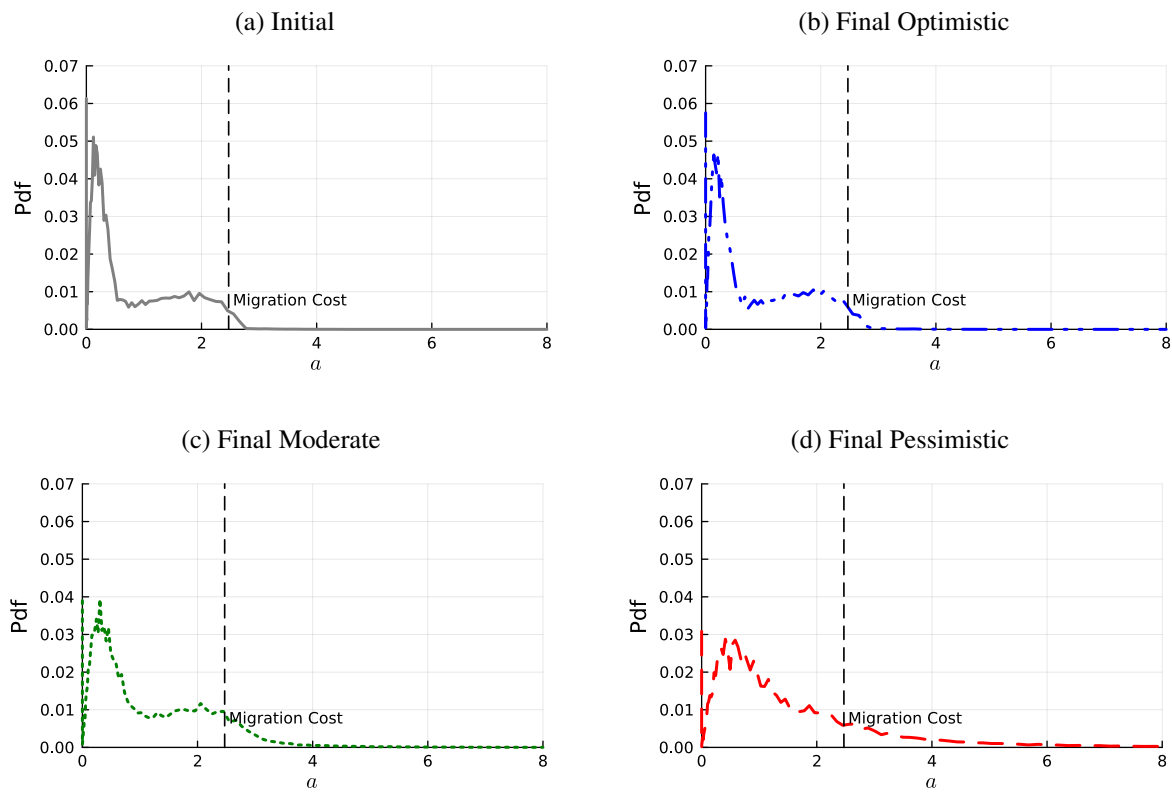 (a) Initial
0.07
0.06
0.05
0.04
0.03
0.02
0.01
0.00
Pdf
Migration Cost
0 2 4 6 8
a
(b) Final Optimistic
0.07
0.06
0.05
0.04
0.03
0.02
0.01
0.00
Pdf
Migration Cost
0 2 4 6 8
a
(c) Final Moderate
0.07
0.06
0.05
0.04
0.03
0.02
0.01
0.00
Pdf
Migration Cost
0 2 4 6 8
a
(d) Final Pessimistic
0.07
0.06
0.05
0.04
0.03
0.02
0.01
0.00
Pdf
Migration Cost
0 2 4 6 8
a